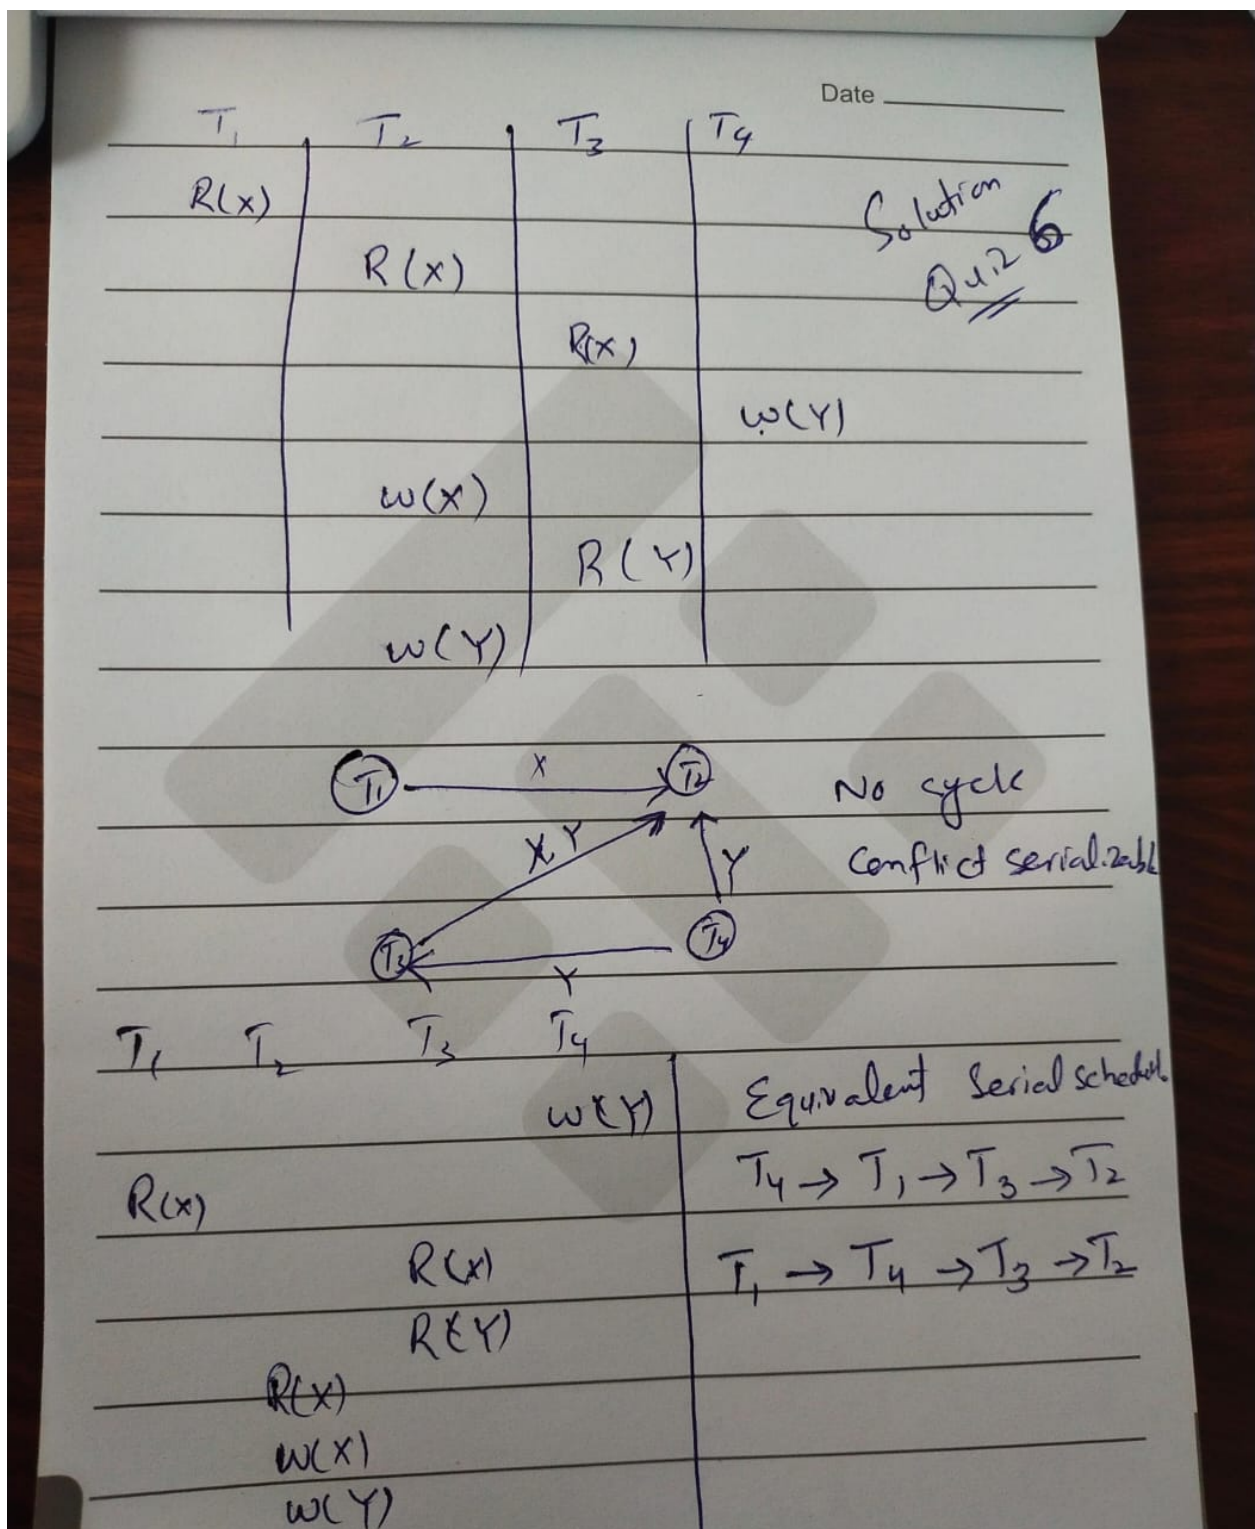 Date
T1 T2 T3 T4
R(X)
Solution
Quiz 6
R(X)
R(X)
W(Y)
W(X)
R(Y)
W(Y)
T1 X T2
No cycle
X, Y Y
Conflict serializable
T3 Y T4
T1 T2 T3 T4
W(Y)
Equivalent Serial Schedule
R(X)
T4 → T1 → T3 → T2
R(X)
T1 → T4 → T3 → T2
R(Y)
R(X)
W(X)
W(Y)